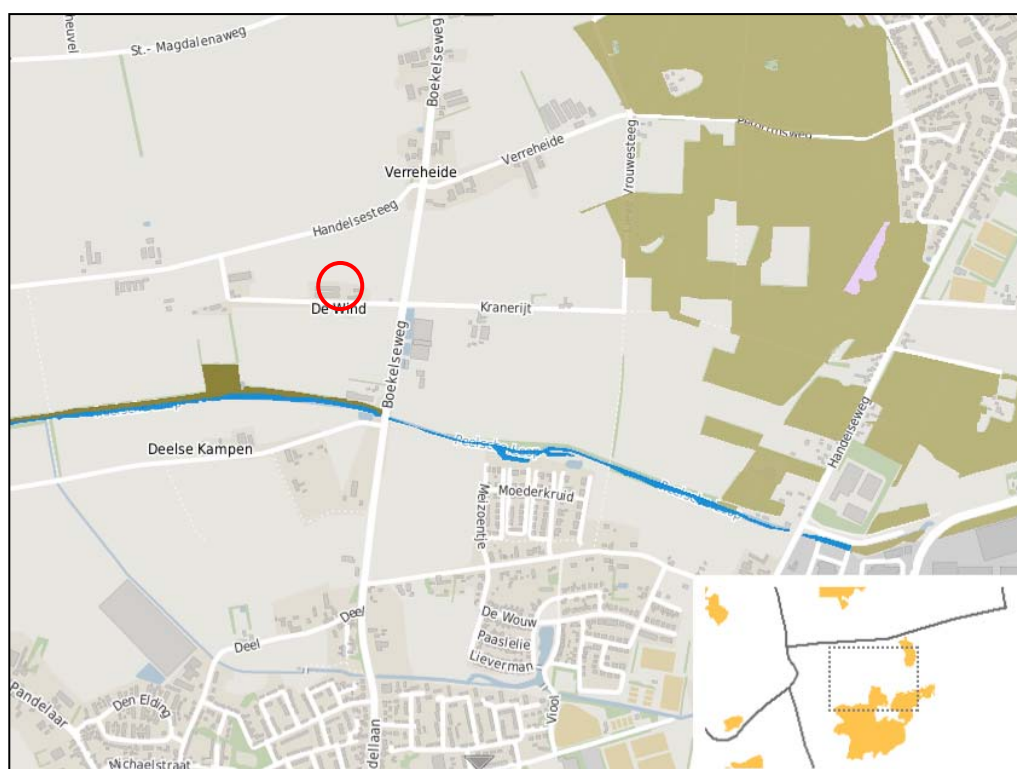 St.- Magdalenaweg
Boekelseweg
Verreheide
Verreheide
Vrouwesteeg
Handelsesteeg
De Wind
Kranerijt
Boekelseweg
Handelseweg
Deelse Kampen
Moederkruid
Meizoentje
De Wouw
Paaslelie
Lieverman
Deel
Deel
Viool
Pandelaar
Den Elding